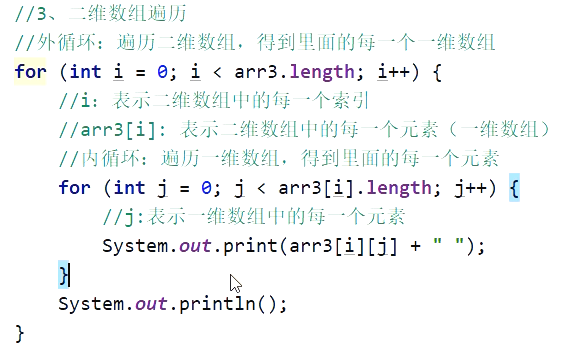 //3、二维数组遍历
//外循环：遍历二维数组，得到里面的每一个一维数组
for (int i = 0; i < arr3.length; i++) {
    //i：表示二维数组中的每一个索引
    //arr3[i]：表示二维数组中的每一个元素（一维数组）
    //内循环：遍历一维数组，得到里面的每一个元素
    for (int j = 0; j < arr3[i].length; j++) {
        //j:表示一维数组中的每一个元素
        System.out.print(arr3[i][j] + " ");
    }
    System.out.println();
}